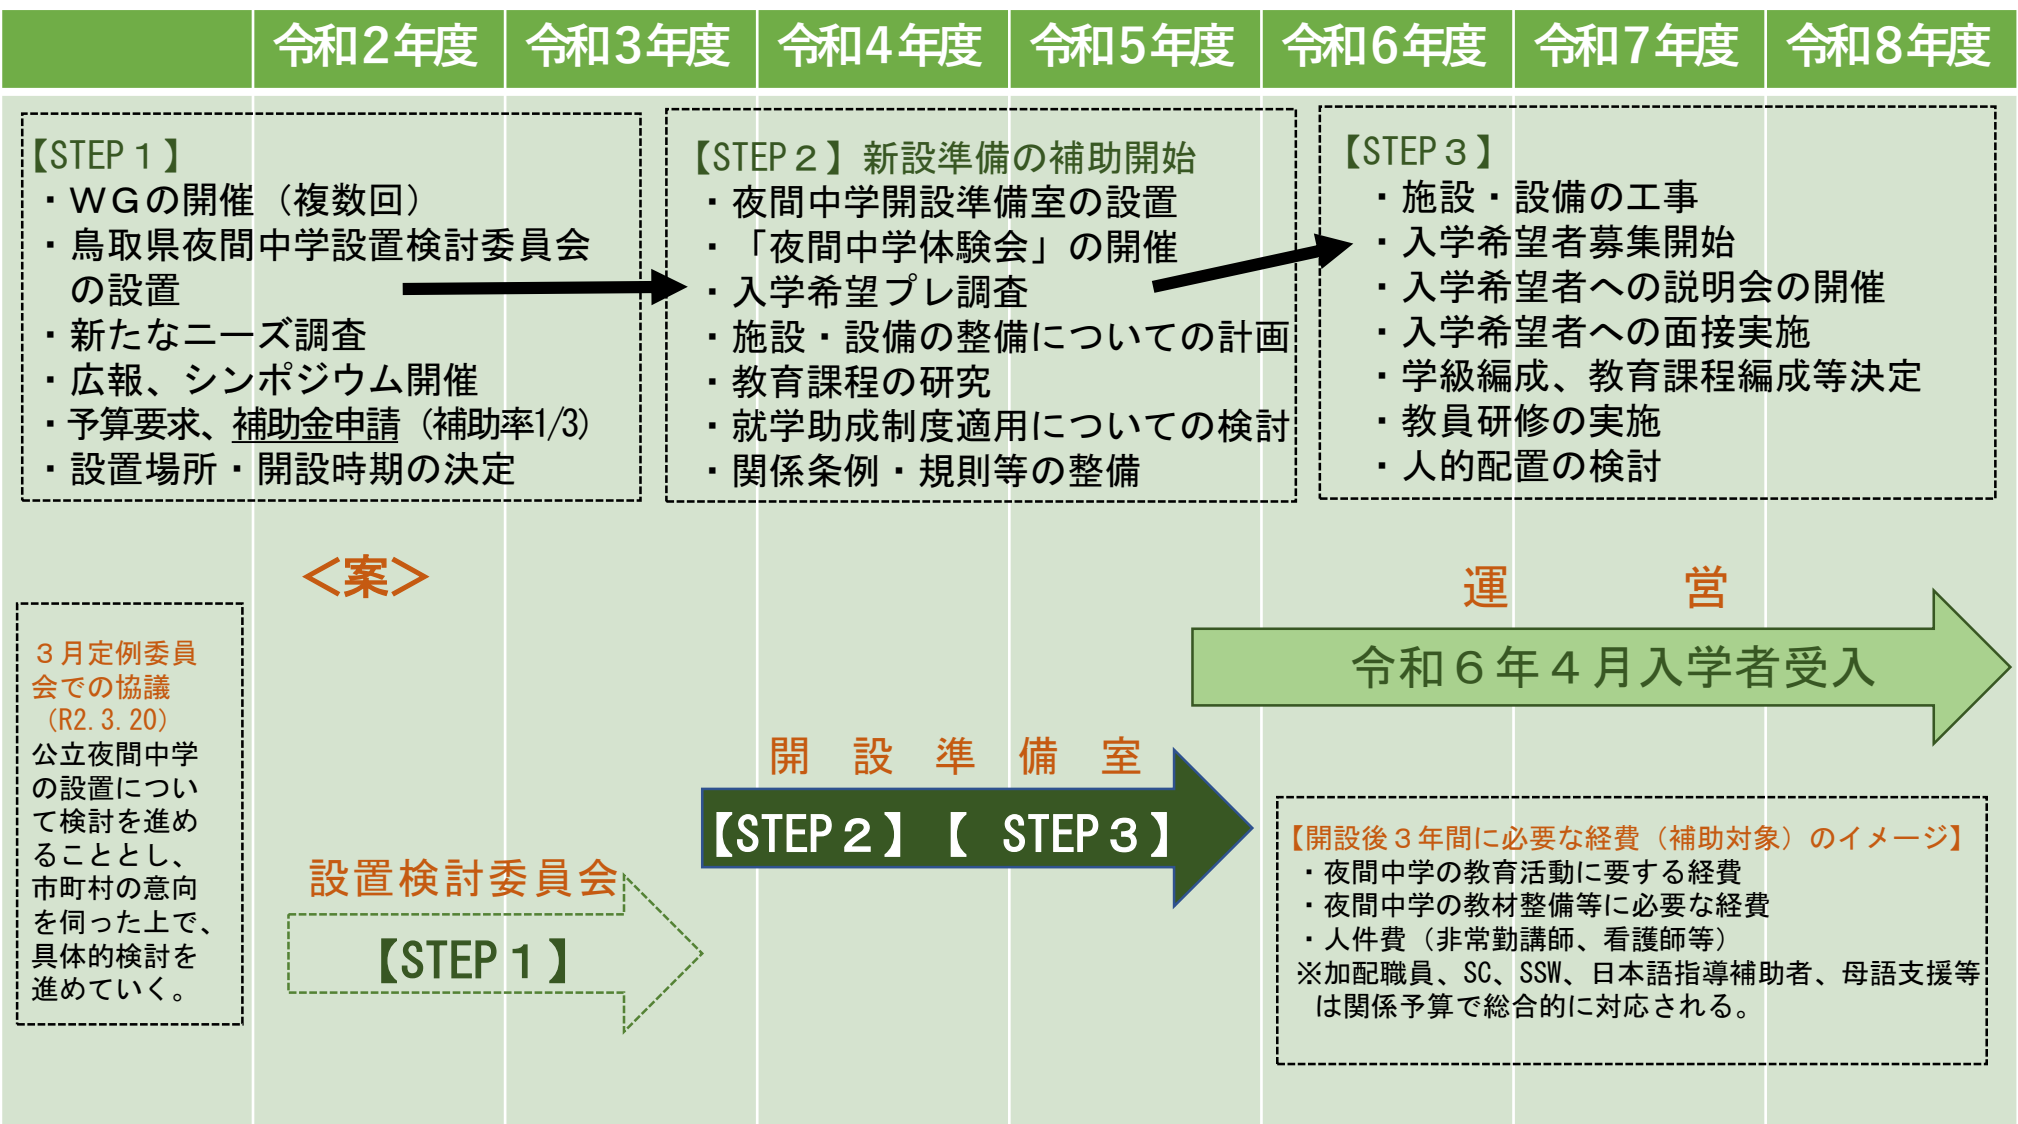 令和２年度
令和３年度
令和４年度
令和５年度
令和６年度
令和７年度
令和８年度
【STEP１】
・ＷＧの開催（複数回）
・鳥取県夜間中学設置検討委員会
の設置
・新たなニーズ調査
・広報、シンポジウム開催
・予算要求、補助金申請（補助率1/3）
・設置場所・開設時期の決定
【STEP２】新設準備の補助開始
・夜間中学開設準備室の設置
・「夜間中学体験会」の開催
・入学希望プレ調査
・施設・設備の整備についての計画
・教育課程の研究
・就学助成制度適用についての検討
・関係条例・規則等の整備
【STEP３】
・施設・設備の工事
・入学希望者募集開始
・入学希望者への説明会の開催
・入学希望者への面接実施
・学級編成、教育課程編成等決定
・教員研修の実施
・人的配置の検討
＜案＞
３月定例委員
会での協議
（R2.3.20）
公立夜間中学
の設置につい
て検討を進め
ることとし、
市町村の意向
を伺った上で、
具体的検討を
進めていく。
設置検討委員会
【STEP１】
開設準備室
【STEP２】【 STEP３】
運営
令和６年４月入学者受入
【開設後３年間に必要な経費（補助対象）のイメージ】
・夜間中学の教育活動に要する経費
・夜間中学の教材整備等に必要な経費
・人件費（非常勤講師、看護師等）
※加配職員、SC、SSW、日本語指導補助者、母語支援等
は関係予算で総合的に対応される。